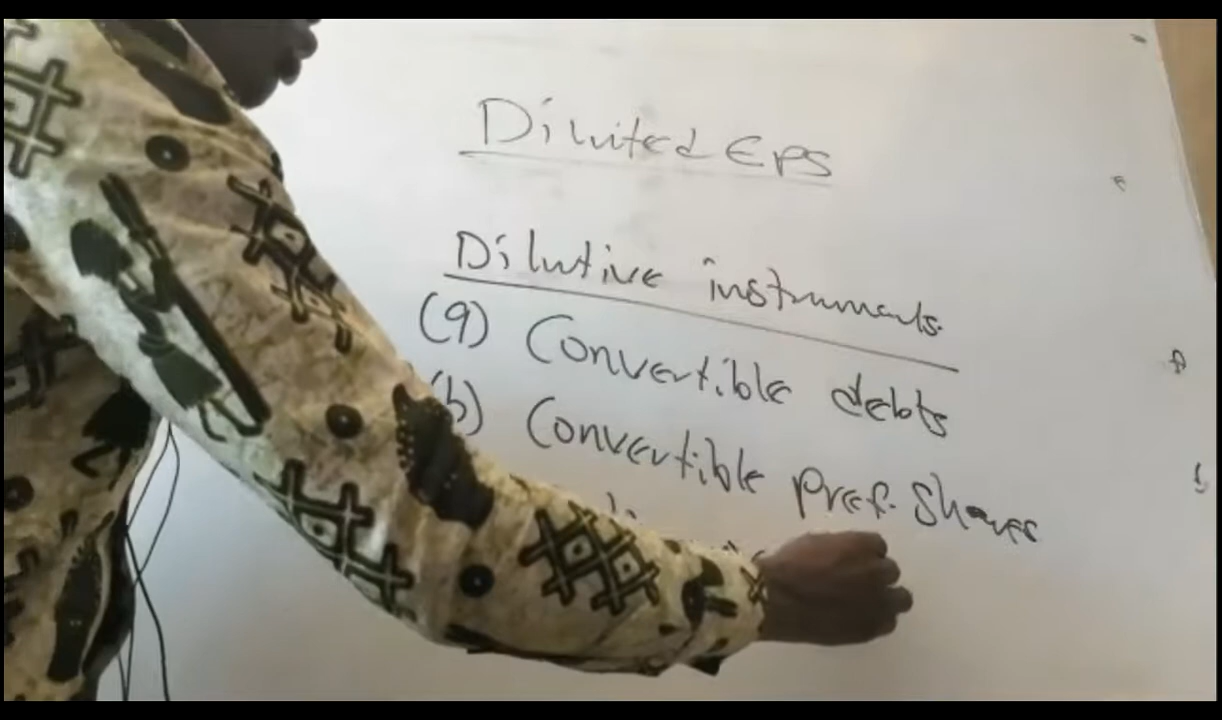 Diluted EPS
Dilutive instruments.
(a) Convertible debts
(b) Convertible Pref. Shares